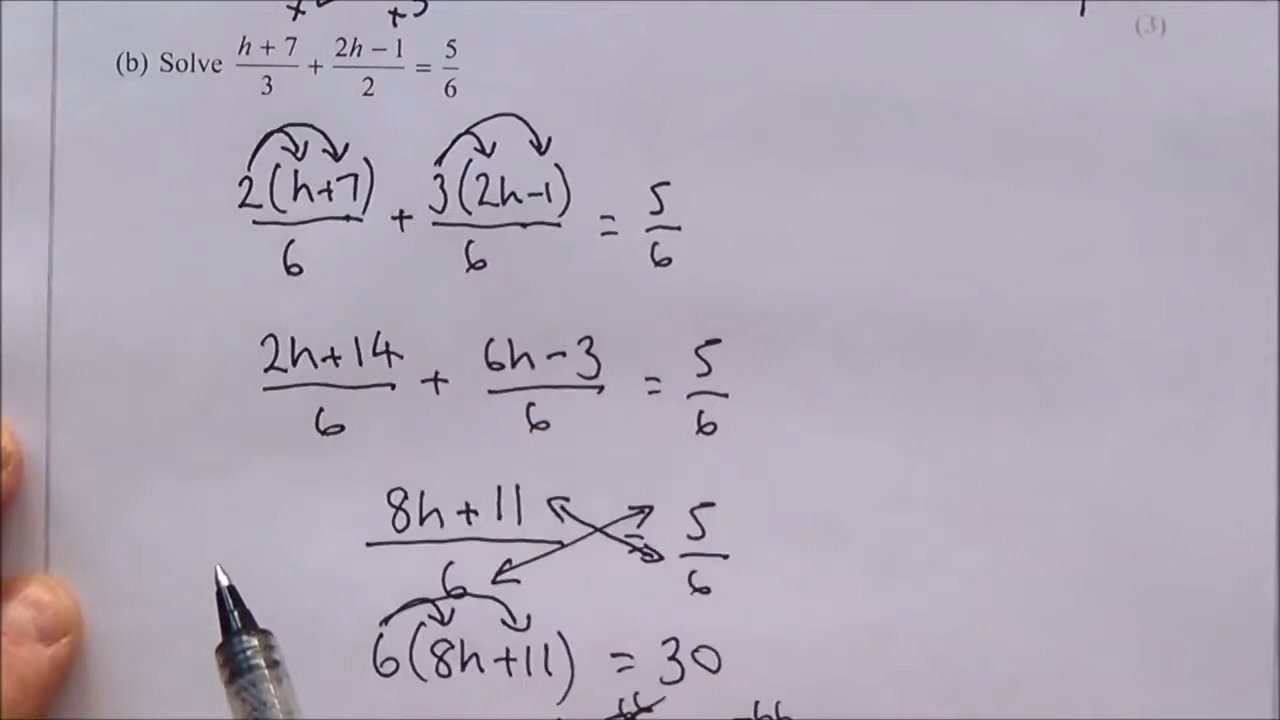 (3)
(b) Solve (h + 7)/3 + (2h − 1)/2 = 5/6
2(h+7)/6 + 3(2h-1)/6 = 5/6
(2h+14)/6 + (6h-3)/6 = 5/6
(8h+11)/6 = 5/6
6(8h+11) = 30
-66